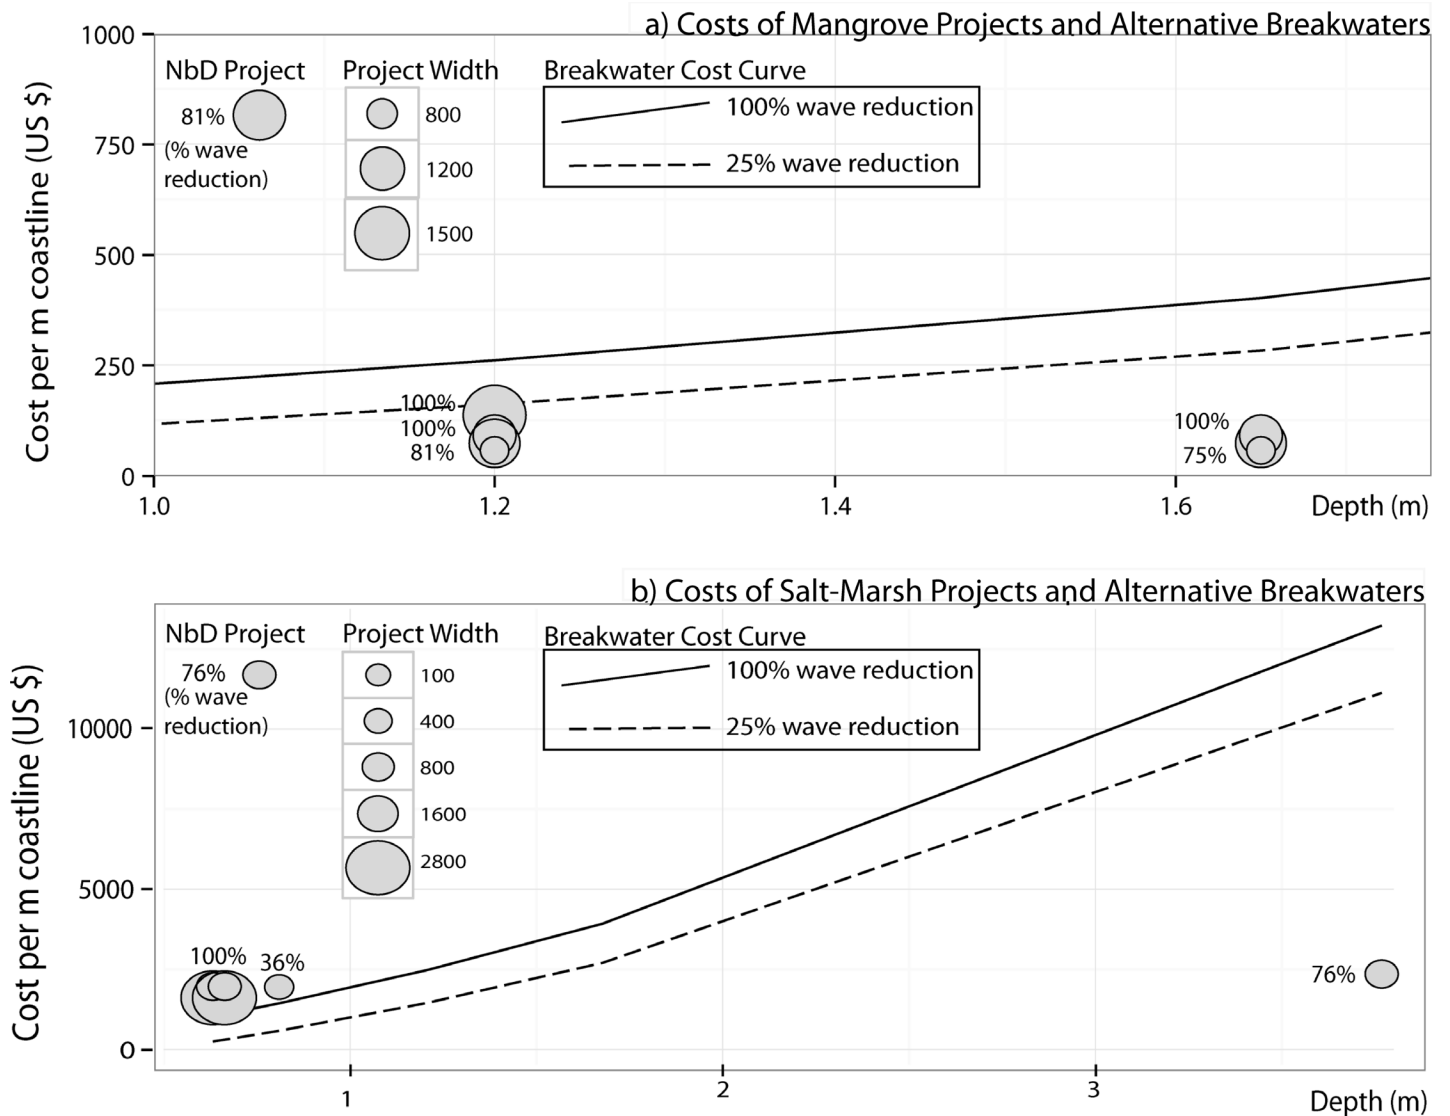 a) Costs of Mangrove Projects and Alternative Breakwaters
Cost per m coastline (US $)
1000
750
500
250
0
NbD Project
81%
(% wave
reduction)
Project Width
800
1200
1500
Breakwater Cost Curve
100% wave reduction
25% wave reduction
100%
100%
81%
100%
75%
1.0
1.2
1.4
1.6
Depth (m)
b) Costs of Salt-Marsh Projects and Alternative Breakwaters
Cost per m coastline (US $)
10000
5000
0
NbD Project
76%
(% wave
reduction)
Project Width
100
400
800
1600
2800
Breakwater Cost Curve
100% wave reduction
25% wave reduction
100%
36%
76%
1
2
3
Depth (m)